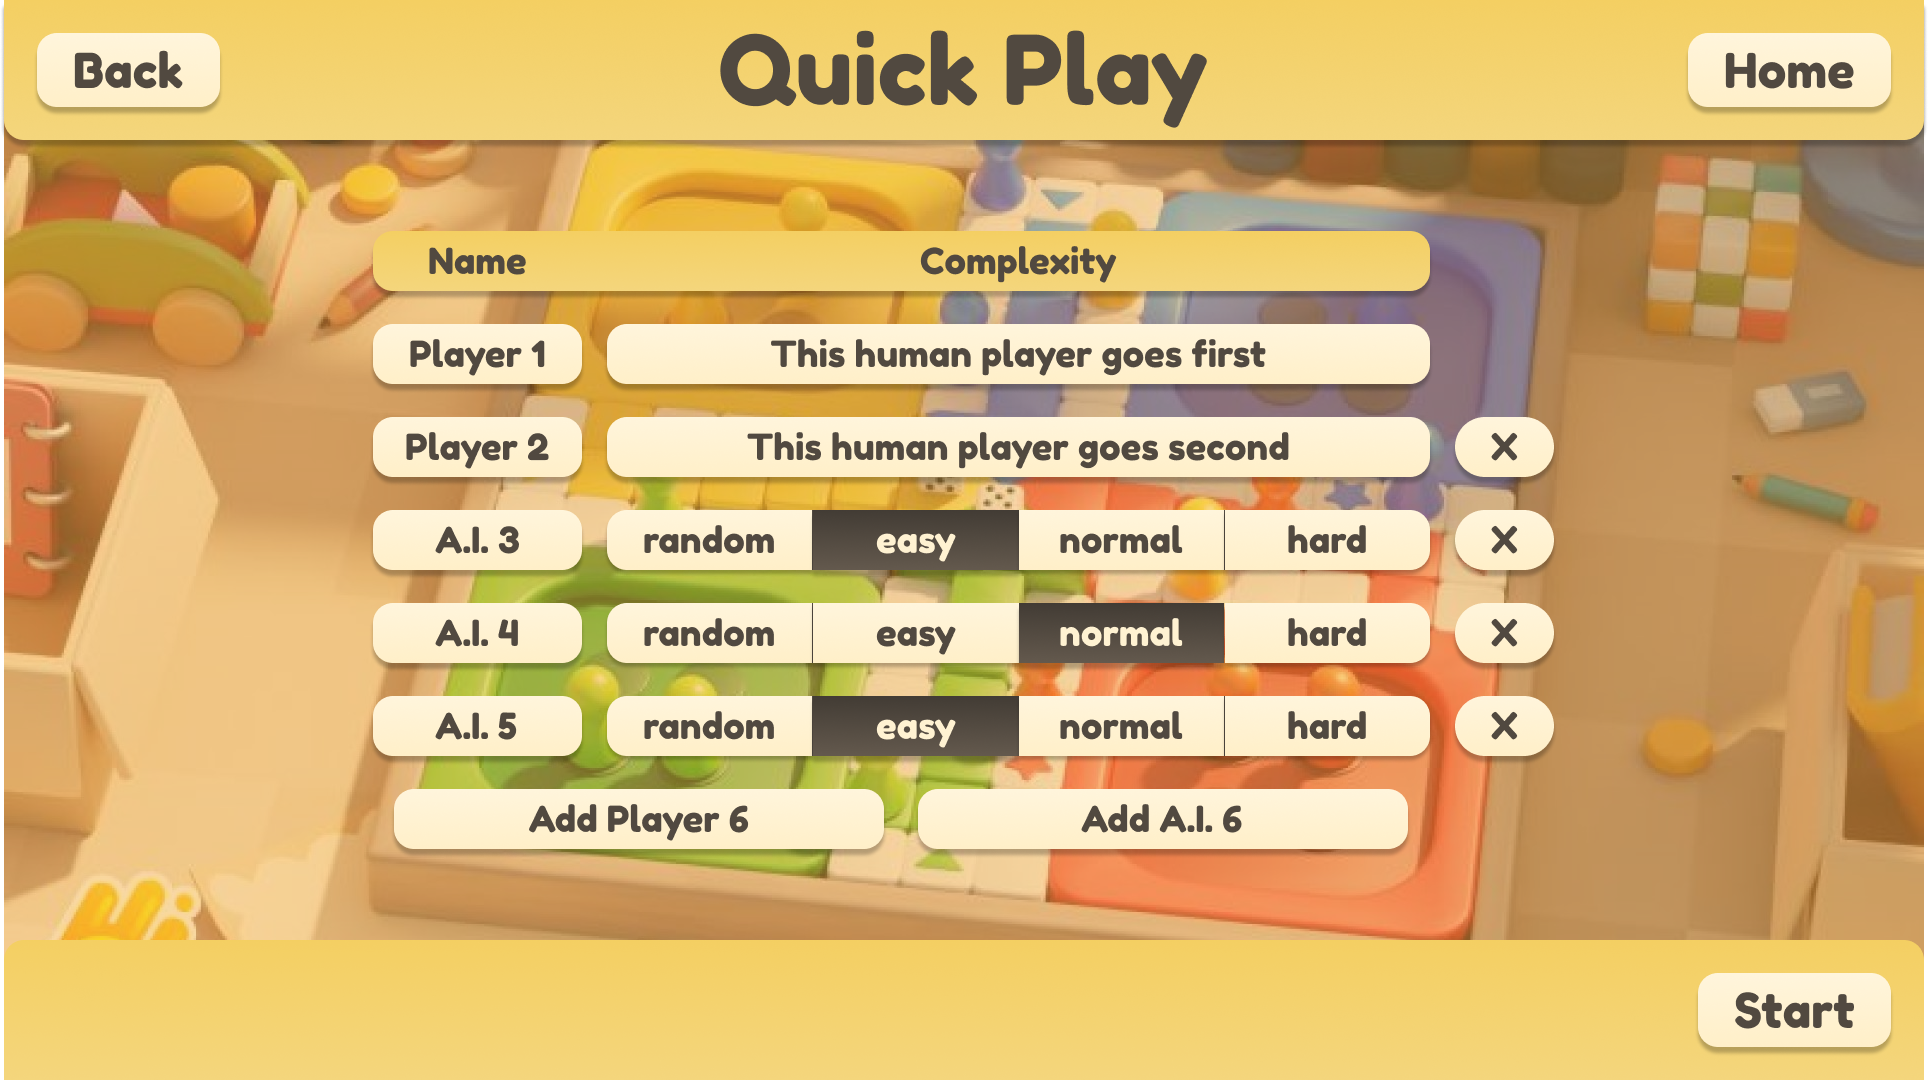 Back
Quick Play
Home
Name Complexity
Player 1 This human player goes first
Player 2 This human player goes second X
A.I. 3 random easy normal hard X
A.I. 4 random easy normal hard X
A.I. 5 random easy normal hard X
Add Player 6 Add A.I. 6
Hi
Start